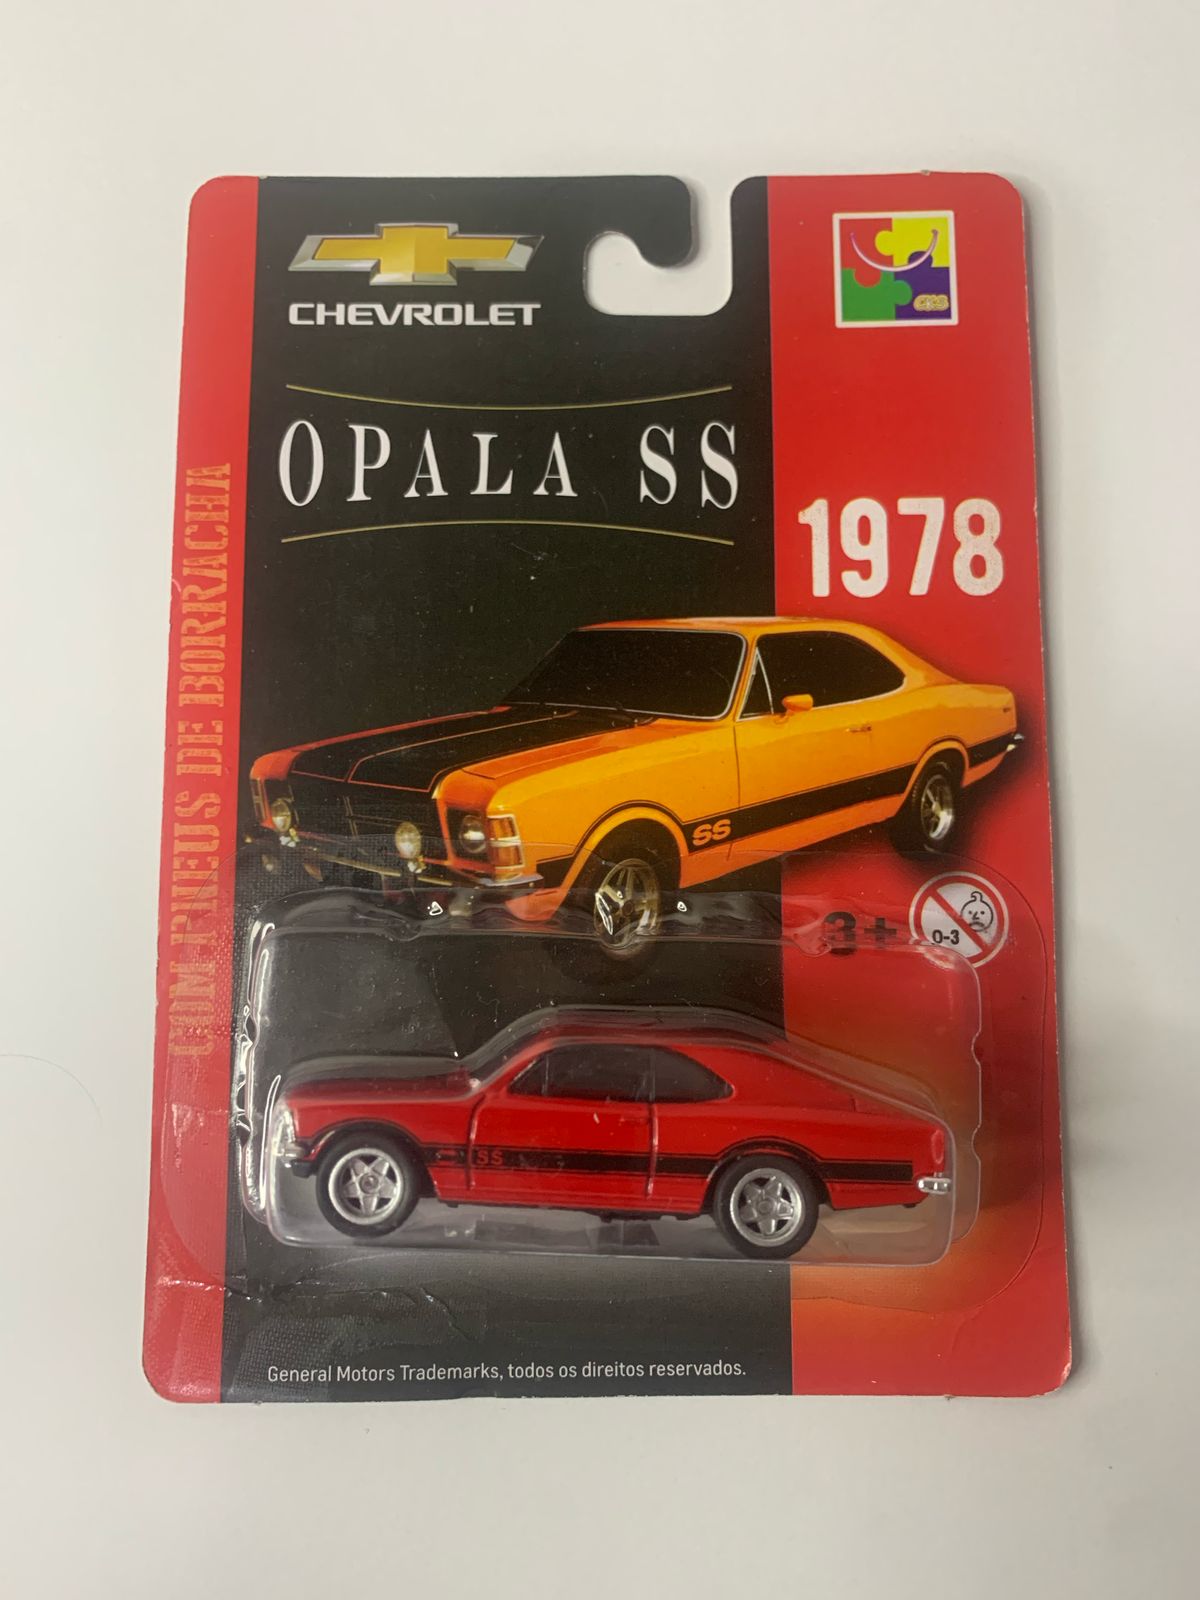 CHEVROLET
CKS
OPALA SS
1978
COM PNEUS DE BORRACHA
SS
3+
0-3
SS
General Motors Trademarks, todos os direitos reservados.